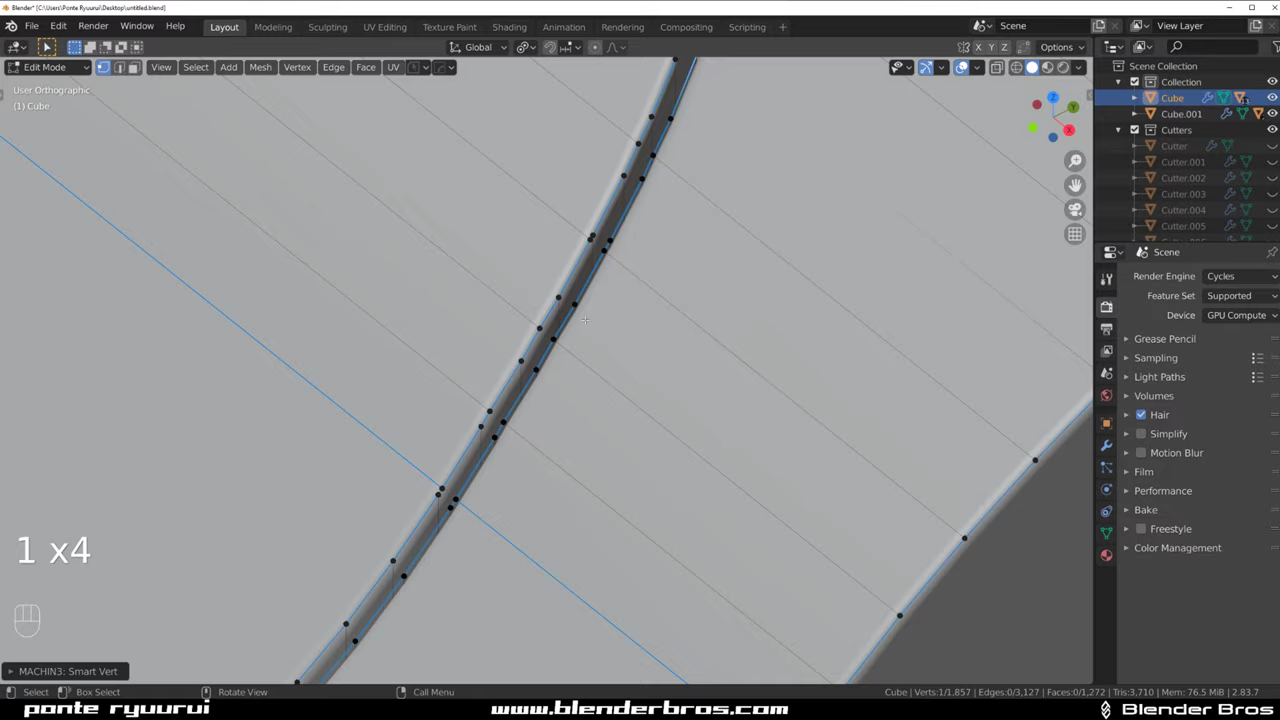 Blender* [C:\Users\Ponte Ryuurui\Desktop\untitled.blend]
File Edit Render Window Help Layout Modeling Sculpting UV Editing Texture Paint Shading Animation Rendering Compositing Scripting + Scene View Layer
Global X Y Z Options
Edit Mode View Select Add Mesh Vertex Edge Face UV
Scene Collection
User Orthographic
(1) Cube
Collection
Cube
Cube.001
Cutters
Cutter
Cutter.001
Cutter.002
Cutter.003
Cutter.004
Cutter.005
Z
Y
X
Scene
Render Engine Cycles
Feature Set Supported
Device GPU Compute
Grease Pencil
Sampling
Light Paths
Volumes
Hair
Simplify
Motion Blur
Film
Performance
Bake
Freestyle
Color Management
1 x4
MACHIN3: Smart Vert
Select Box Select Rotate View Call Menu Cube | Verts:1/1,857 | Edges:0/3,127 | Faces:0/1,272 | Tris:3,710 | Mem: 76.5 MiB | 2.83.7
ponte ryuurui www.blenderbros.com Blender Bros